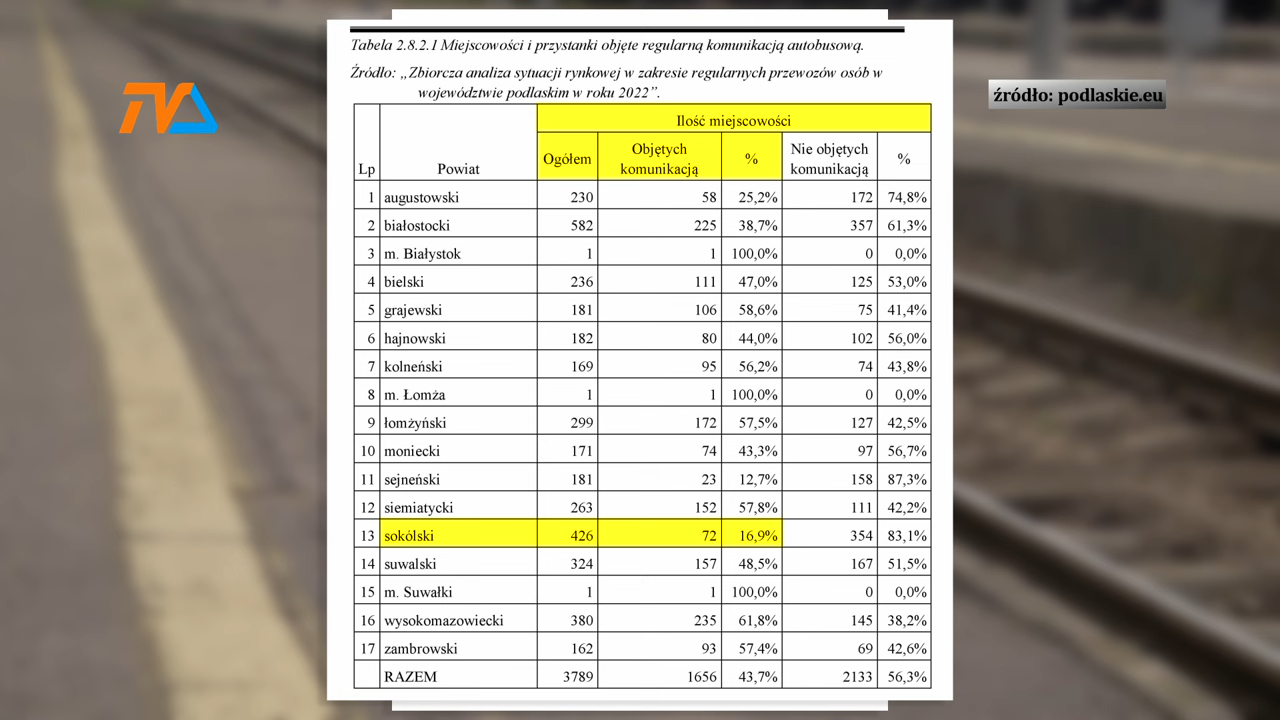 Tabela 2.8.2.1 Miejscowości i przystanki objęte regularną komunikacją autobusową.
Źródło: „Zbiorcza analiza sytuacji rynkowej w zakresie regularnych przewozów osób w
województwie podlaskim w roku 2022”.
TVA
źródło: podlaskie.eu
Ilość miejscowości
Lp Powiat Ogółem Objętych komunikacją % Nie objętych komunikacją %
1 augustowski 230 58 25,2% 172 74,8%
2 białostocki 582 225 38,7% 357 61,3%
3 m. Białystok 1 1 100,0% 0 0,0%
4 bielski 236 111 47,0% 125 53,0%
5 grajewski 181 106 58,6% 75 41,4%
6 hajnowski 182 80 44,0% 102 56,0%
7 kolneński 169 95 56,2% 74 43,8%
8 m. Łomża 1 1 100,0% 0 0,0%
9 łomżyński 299 172 57,5% 127 42,5%
10 moniecki 171 74 43,3% 97 56,7%
11 sejneński 181 23 12,7% 158 87,3%
12 siemiatycki 263 152 57,8% 111 42,2%
13 sokólski 426 72 16,9% 354 83,1%
14 suwalski 324 157 48,5% 167 51,5%
15 m. Suwałki 1 1 100,0% 0 0,0%
16 wysokomazowiecki 380 235 61,8% 145 38,2%
17 zambrowski 162 93 57,4% 69 42,6%
RAZEM 3789 1656 43,7% 2133 56,3%